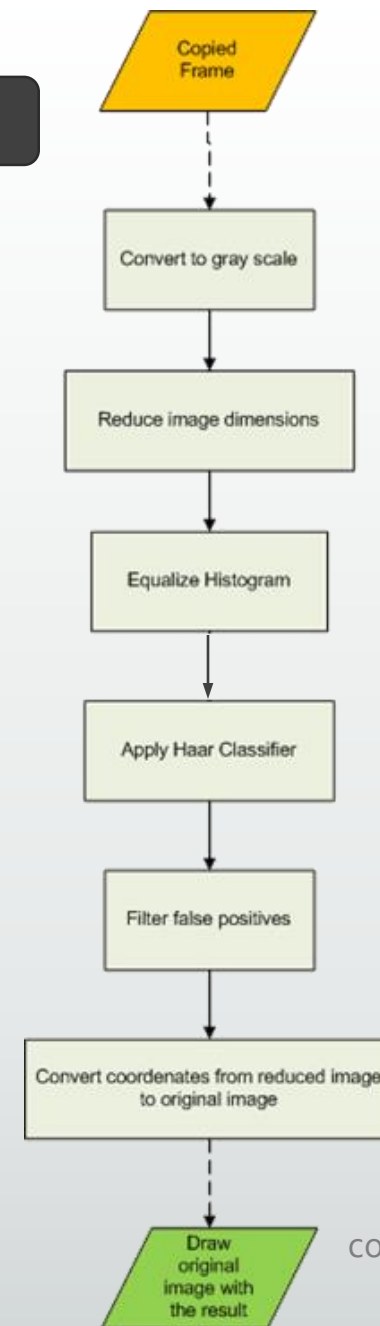 Copied
Frame
Convert to gray scale
Reduce image dimensions
Equalize Histogram
Apply Haar Classifier
Filter false positives
Convert coordenates from reduced image
to original image
Draw
original
image with
the result